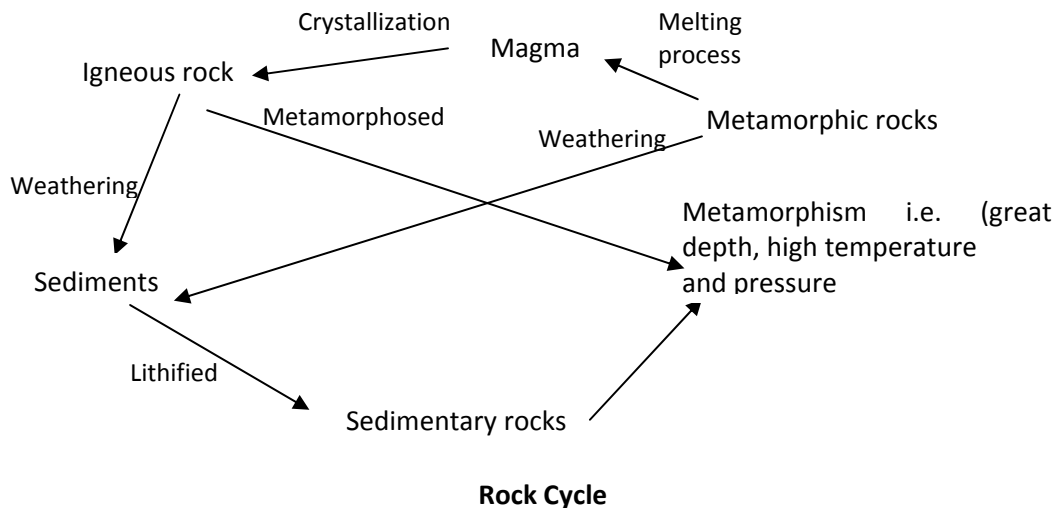 Crystallization
Melting
process
Magma
Igneous rock
Metamorphosed
Metamorphic rocks
Weathering
Weathering
Metamorphism i.e. (great
depth, high temperature
and pressure
Sediments
Lithified
Sedimentary rocks
Rock Cycle